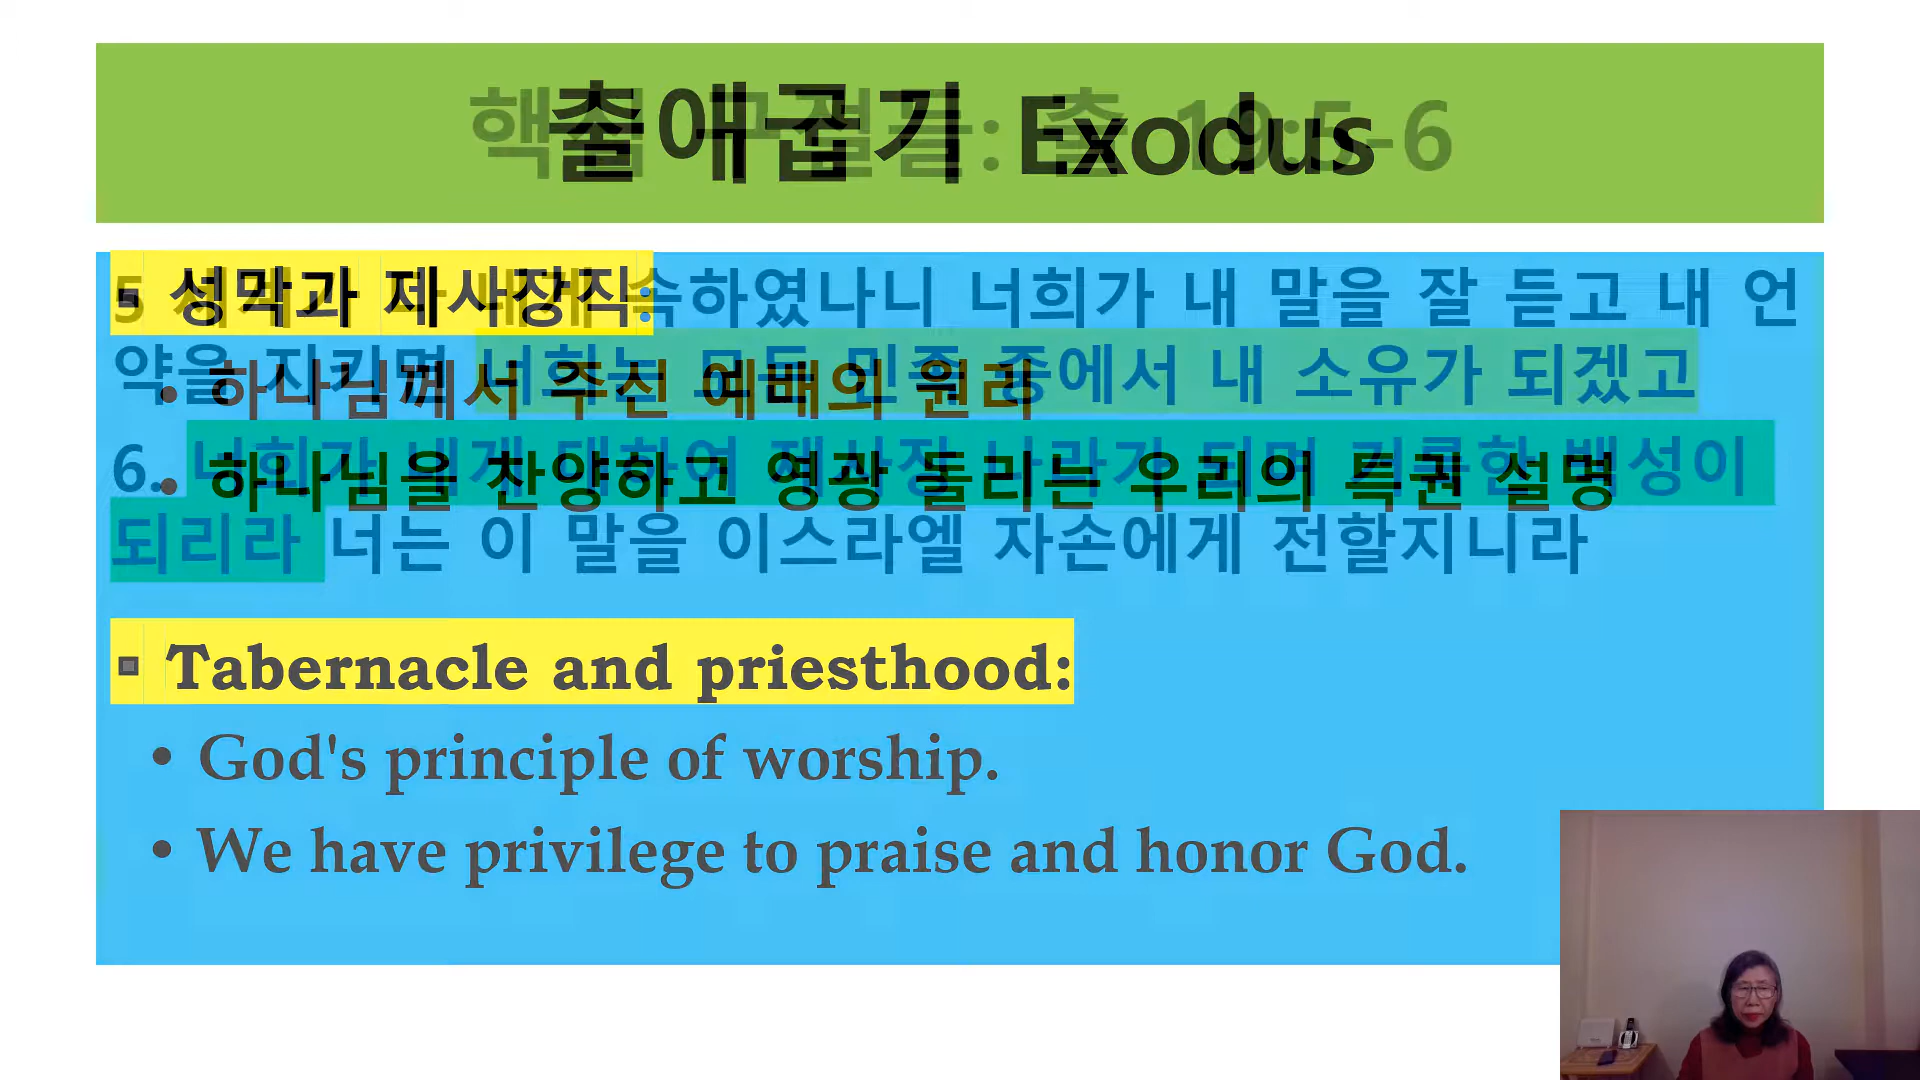 출애굽기 Exodus
핵심 구절들: 출 19:5-6
▫ 성막과 제사장직:
5 속하였나니 너희가 내 말을 잘 듣고 내 언
약을 지키면 너희는 모든 민족 중에서 내 소유가 되겠고
• 하나님께서 주신 예배의 원리
6. 너희가 내게 대하여 제사장 나라가 되며 거룩한 백성이
• 하나님을 찬양하고 영광 돌리는 우리의 특권 설명
되리라 너는 이 말을 이스라엘 자손에게 전할지니라
▫ Tabernacle and priesthood:
• God's principle of worship.
• We have privilege to praise and honor God.